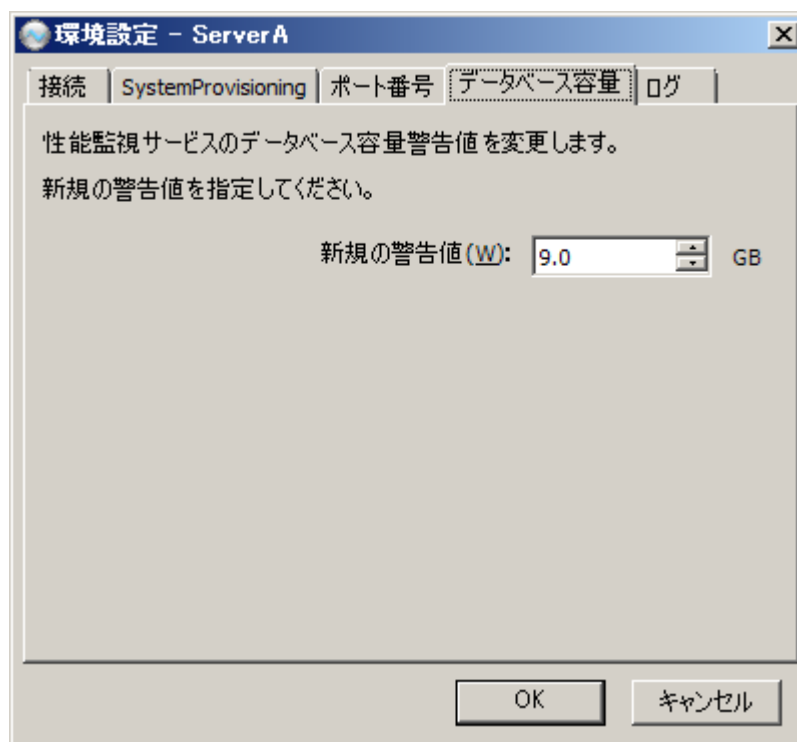 環境設定 - ServerA
接続 SystemProvisioning ポート番号 データベース容量 ログ
性能監視サービスのデータベース容量警告値を変更します。
新規の警告値を指定してください。
新規の警告値(W): 9.0 GB
OK キャンセル